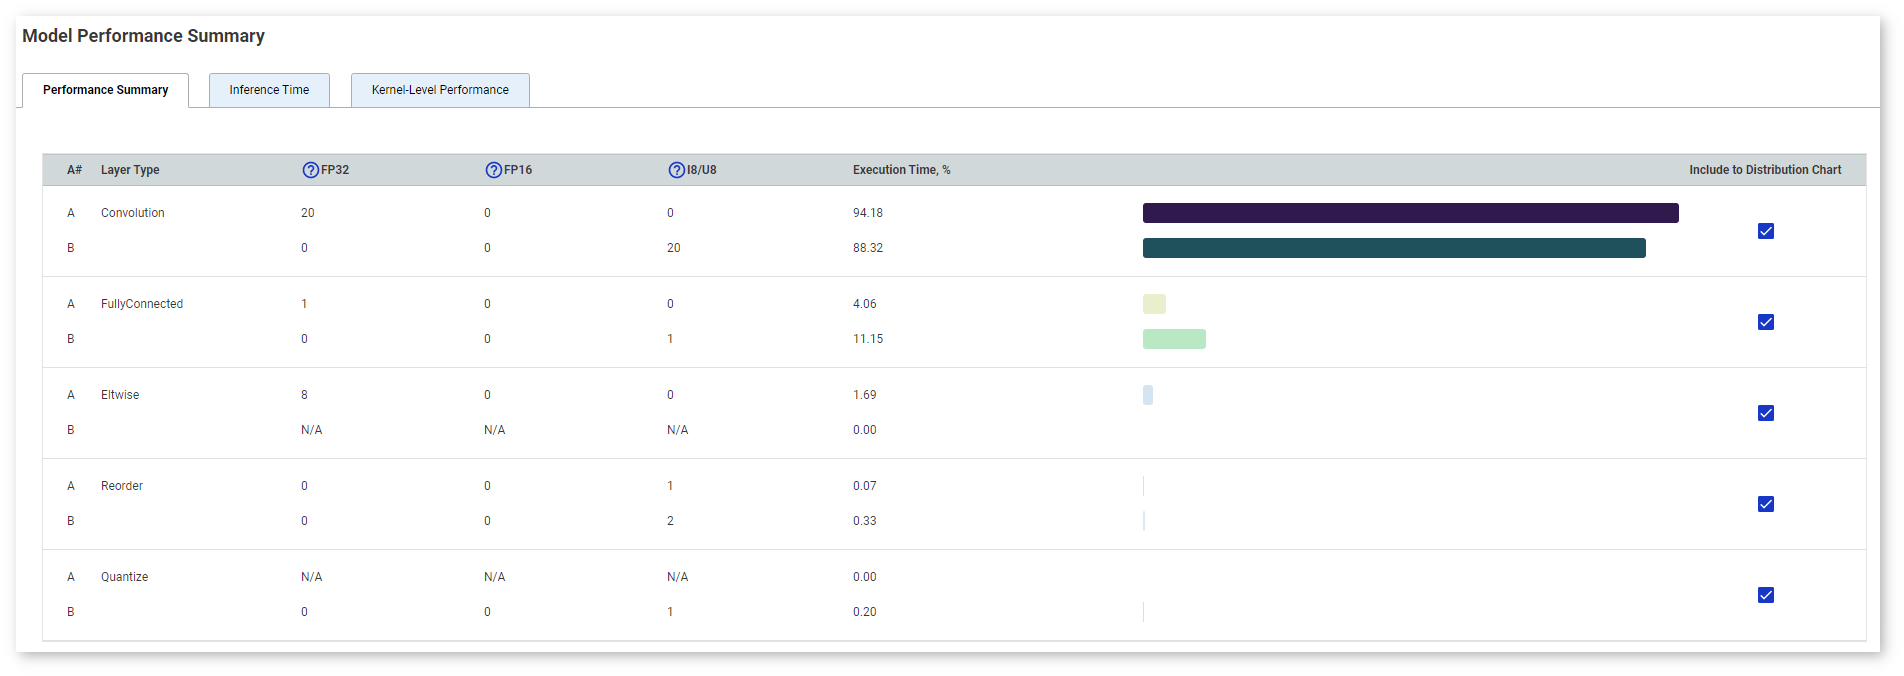 Model Performance Summary
Performance Summary Inference Time Kernel-Level Performance
A# Layer Type FP32 FP16 I8/U8 Execution Time, % Include to Distribution Chart
A Convolution 20 0 0 94.18
B 0 0 20 88.32
A FullyConnected 1 0 0 4.06
B 0 0 1 11.15
A Eltwise 8 0 0 1.69
B N/A N/A N/A 0.00
A Reorder 0 0 1 0.07
B 0 0 2 0.33
A Quantize N/A N/A N/A 0.00
B 0 0 1 0.20